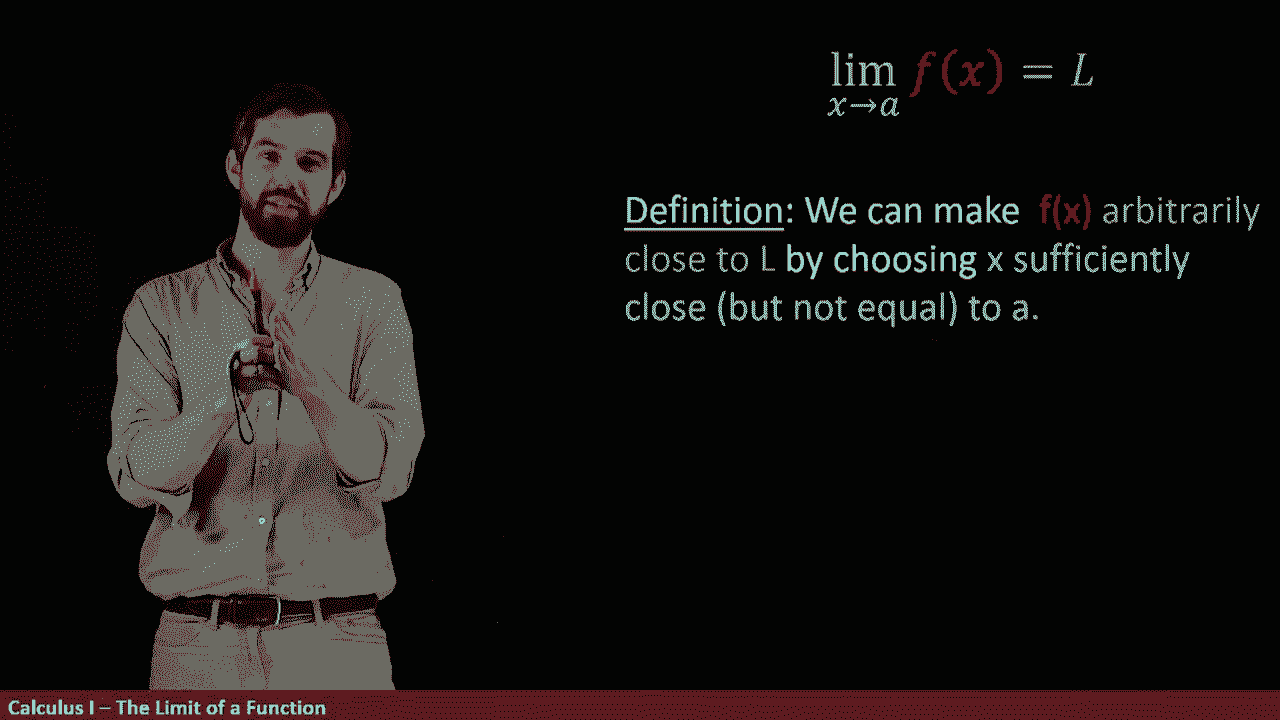 lim f(x) = L
x→a
Definition: We can make f(x) arbitrarily
close to L by choosing x sufficiently
close (but not equal) to a.
Calculus I – The Limit of a Function